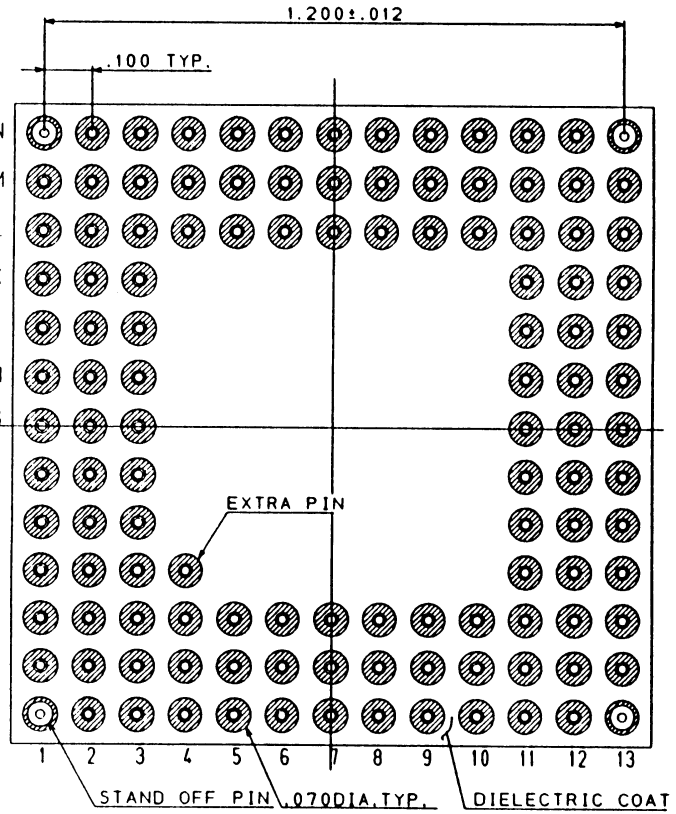 1.200±.012
.100 TYP.
EXTRA PIN
1 2 3 4 5 6 7 8 9 10 11 12 13
STAND OFF PIN .070DIA.TYP. DIELECTRIC COAT